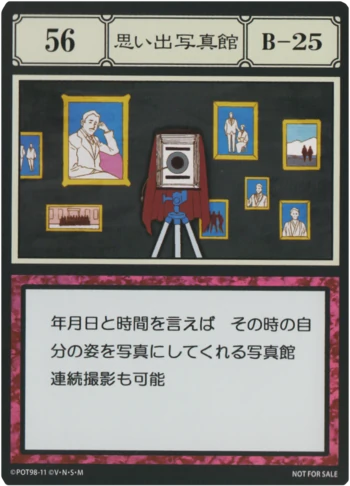 56
思い出写真館
B-25
年月日と時間を言えば　その時の自
分の姿を写真にしてくれる写真館
連続撮影も可能
©POT98-11 ©V・N・S・M
NOT FOR SALE